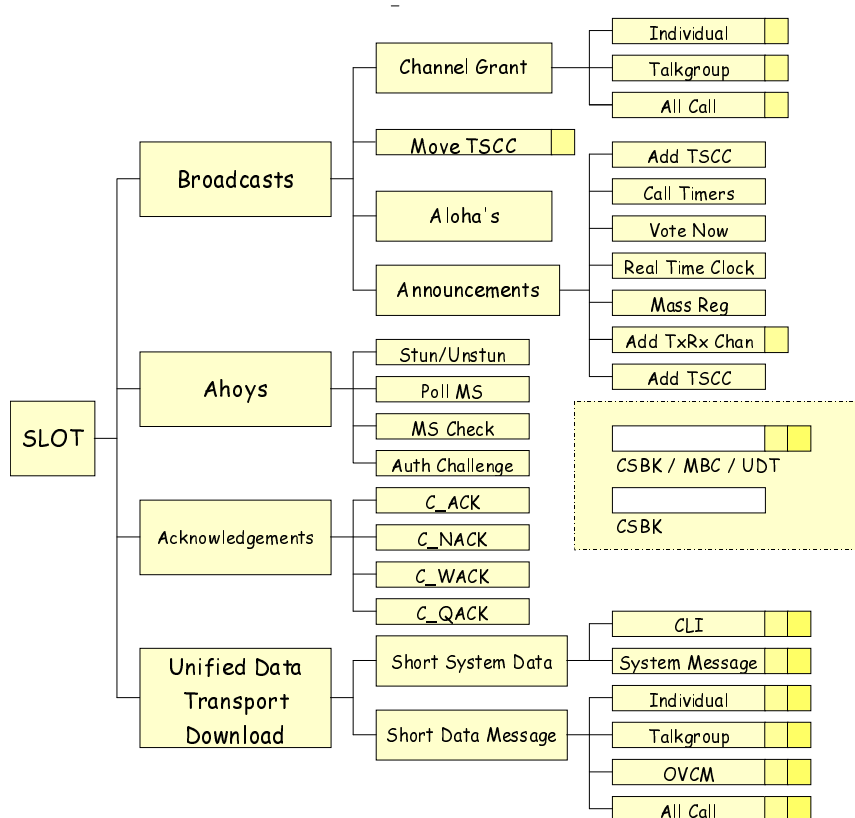 SLOT
Broadcasts
Channel Grant
Individual
Talkgroup
All Call
Move TSCC
Aloha's
Announcements
Add TSCC
Call Timers
Vote Now
Real Time Clock
Mass Reg
Add TxRx Chan
Add TSCC
Ahoys
Stun/Unstun
Poll MS
MS Check
Auth Challenge
Acknowledgements
C_ACK
C_NACK
C_WACK
C_QACK
Unified Data
Transport
Download
Short System Data
CLI
System Message
Short Data Message
Individual
Talkgroup
OVCM
All Call
CSBK / MBC / UDT
CSBK